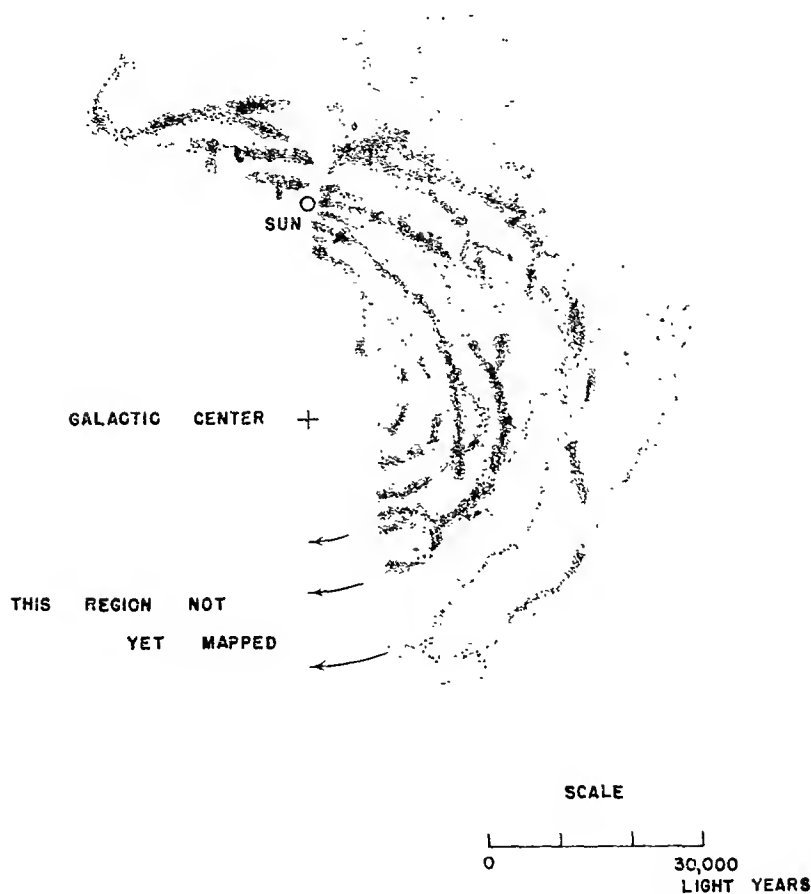 SUN
GALACTIC CENTER
THIS REGION NOT
YET MAPPED
SCALE
0 30,000
LIGHT YEARS